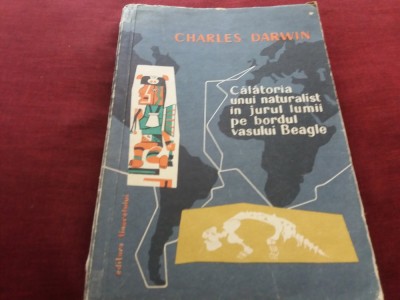 CHARLES DARWIN
Călătoria
unui naturalist
în jurul lumii
pe bordul
vasului Beagle
editura tineretului